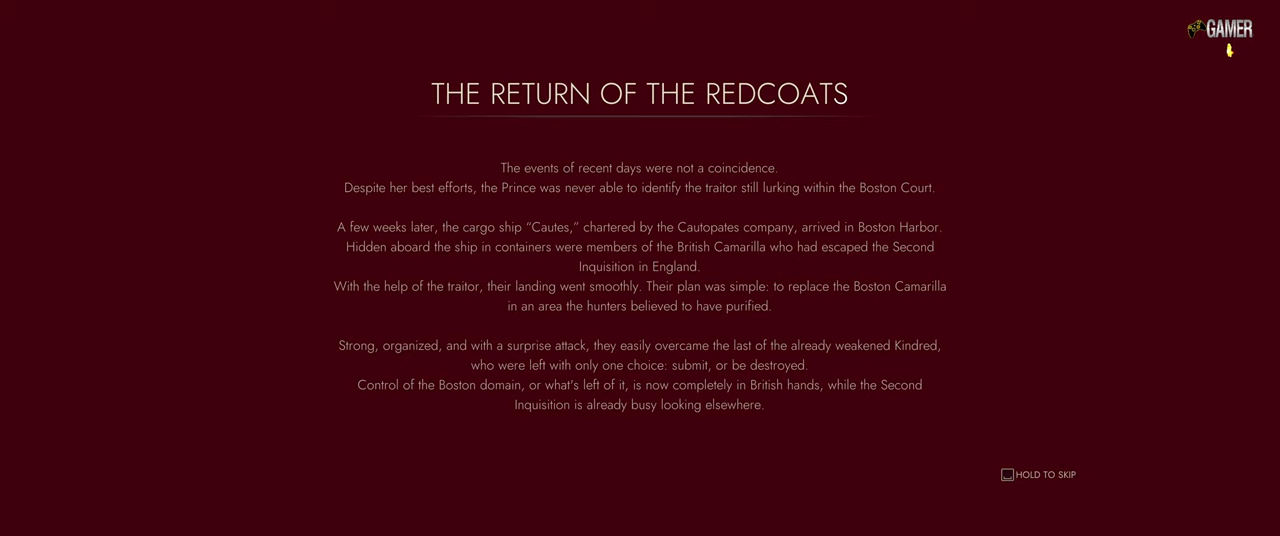 GAMER
THE RETURN OF THE REDCOATS
The events of recent days were not a coincidence.
Despite her best efforts, the Prince was never able to identify the traitor still lurking within the Boston Court.
A few weeks later, the cargo ship “Cautes,” chartered by the Cautopates company, arrived in Boston Harbor.
Hidden aboard the ship in containers were members of the British Camarilla who had escaped the Second
Inquisition in England.
With the help of the traitor, their landing went smoothly. Their plan was simple: to replace the Boston Camarilla
in an area the hunters believed to have purified.
Strong, organized, and with a surprise attack, they easily overcame the last of the already weakened Kindred,
who were left with only one choice: submit, or be destroyed.
Control of the Boston domain, or what's left of it, is now completely in British hands, while the Second
Inquisition is already busy looking elsewhere.
HOLD TO SKIP